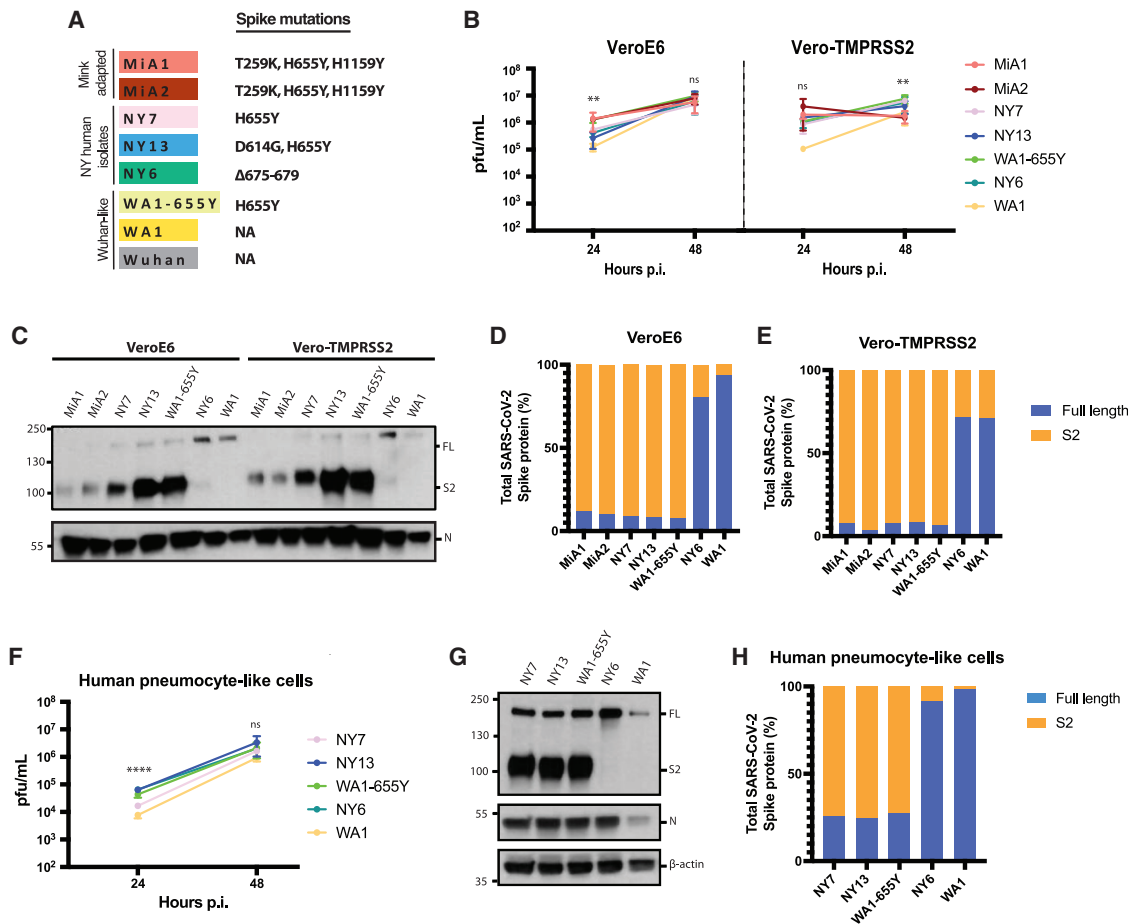 A
Spike mutations
Mink adapted
MiA1 T259K, H655Y, H1159Y
MiA2 T259K, H655Y, H1159Y
NY human isolates
NY7 H655Y
NY13 D614G, H655Y
NY6 Δ675-679
Wuhan-like
WA1-655Y H655Y
WA1 NA
Wuhan NA
B
VeroE6
Vero-TMPRSS2
pfu/mL
10⁸
10⁷
10⁶
10⁵
10⁴
10³
10²
** ns ns **
24 48 24 48
Hours p.i. Hours p.i.
MiA1
MiA2
NY7
NY13
WA1-655Y
NY6
WA1
C
VeroE6 Vero-TMPRSS2
MiA1 MiA2 NY7 NY13 WA1-655Y NY6 WA1 MiA1 MiA2 NY7 NY13 WA1-655Y NY6 WA1
250
130
100
55
FL
S2
N
D
VeroE6
Total SARS-CoV-2
Spike protein (%)
100
50
0
MiA1 MiA2 NY7 NY13 WA1-655Y NY6 WA1
E
Vero-TMPRSS2
Total SARS-CoV-2
Spike protein (%)
100
50
0
MiA1 MiA2 NY7 NY13 WA1-655Y NY6 WA1
Full length
S2
F
Human pneumocyte-like cells
pfu/mL
10⁸
10⁷
10⁶
10⁵
10⁴
10³
10²
10¹
10⁰
**** ns
24 48
Hours p.i.
NY7
NY13
WA1-655Y
NY6
WA1
G
NY7 NY13 WA1-655Y NY6 WA1
250
130
100
55
35
FL
S2
N
β-actin
H
Human pneumocyte-like cells
Total SARS-CoV-2
Spike protein (%)
100
50
0
NY7 NY13 WA1-655Y NY6 WA1
Full length
S2